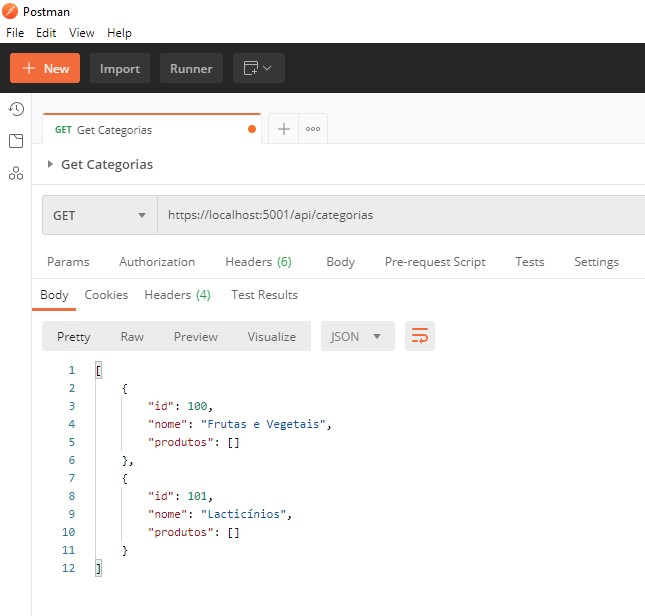 Postman
File Edit View Help
+ New Import Runner
GET Get Categorias
Get Categorias
GET https://localhost:5001/api/categorias
Params Authorization Headers (6) Body Pre-request Script Tests Settings
Body Cookies Headers (4) Test Results
Pretty Raw Preview Visualize JSON
1 [
2 {
3 "id": 100,
4 "nome": "Frutas e Vegetais",
5 "produtos": []
6 },
7 {
8 "id": 101,
9 "nome": "Lacticínios",
10 "produtos": []
11 }
12 ]